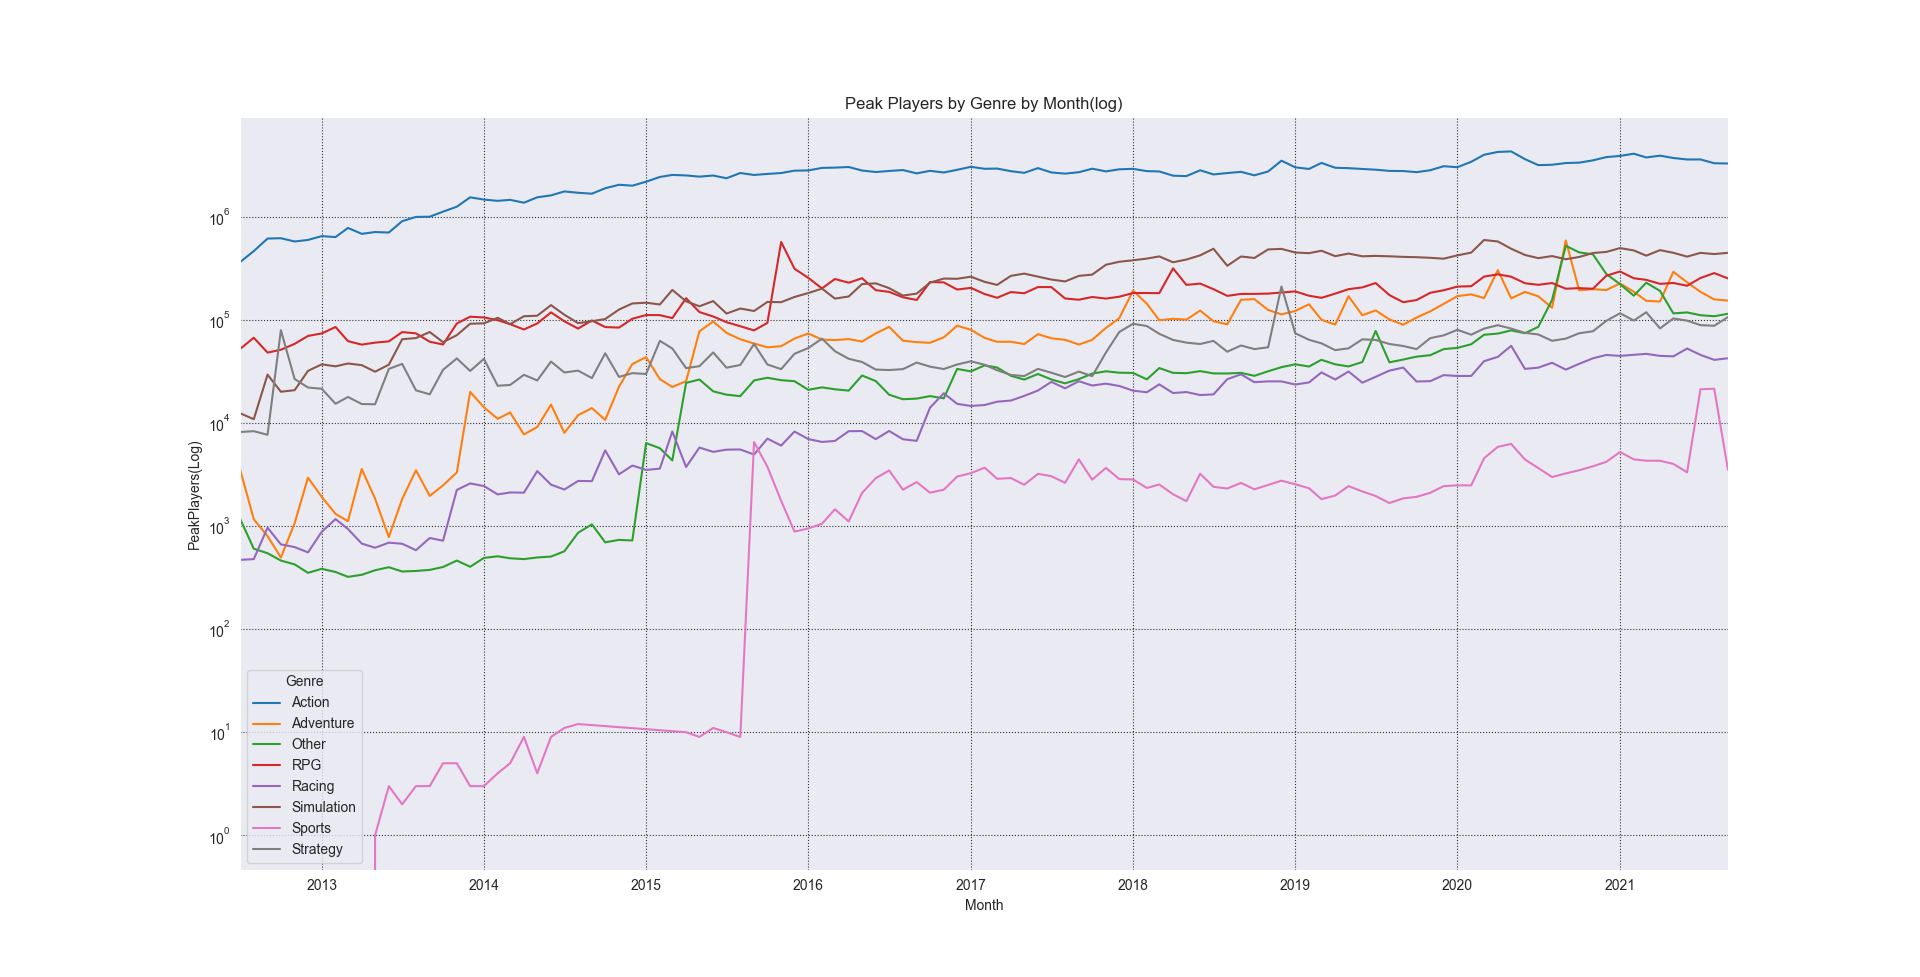 Peak Players by Genre by Month(log)
PeakPlayers(Log)
10^6
10^5
10^4
10^3
10^2
10^1
10^0
Genre
Action
Adventure
Other
RPG
Racing
Simulation
Sports
Strategy
2013 2014 2015 2016 2017 2018 2019 2020 2021
Month